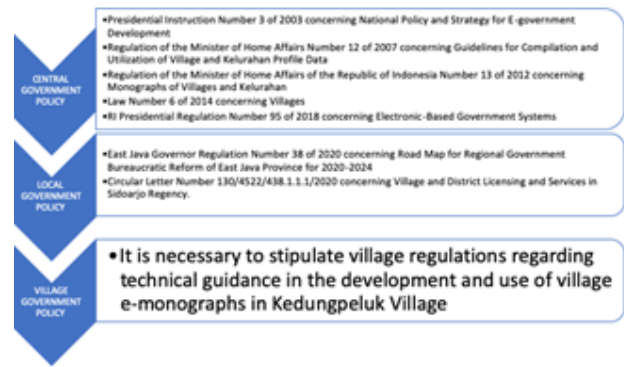 CENTRAL
GOVERNMENT
POLICY
•Presidential Instruction Number 3 of 2003 concerning National Policy and Strategy for E-government
Development
•Regulation of the Minister of Home Affairs Number 12 of 2007 concerning Guidelines for Compilation and
Utilization of Village and Kelurahan Profile Data
•Regulation of the Minister of Home Affairs of the Republic of Indonesia Number 13 of 2012 concerning
Monographs of Villages and Kelurahan
•Law Number 6 of 2014 concerning Villages
•RI Presidential Regulation Number 95 of 2018 concerning Electronic-Based Government Systems
LOCAL
GOVERNMENT
POLICY
•East Java Governor Regulation Number 38 of 2020 concerning Road Map for Regional Government
Bureaucratic Reform of East Java Province for 2020-2024
•Circular Letter Number 130/4522/438.1.1.1/2020 concerning Village and District Licensing and Services in
Sidoarjo Regency.
VILLAGE
GOVERNMENT
POLICY
•It is necessary to stipulate village regulations regarding
technical guidance in the development and use of village
e-monographs in Kedungpeluk Village